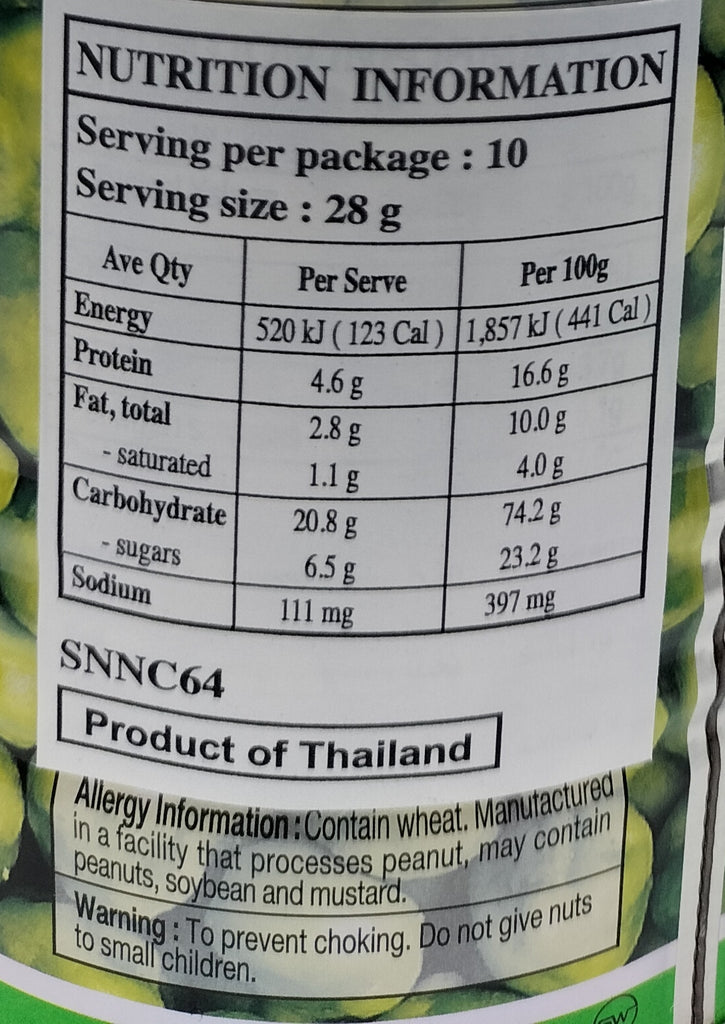 NUTRITION INFORMATION
Serving per package : 10
Serving size : 28 g
Ave Qty Per Serve Per 100g
Energy 520 kJ ( 123 Cal ) 1,857 kJ ( 441 Cal )
Protein 4.6 g 16.6 g
Fat, total 2.8 g 10.0 g
- saturated 1.1 g 4.0 g
Carbohydrate 20.8 g 74.2 g
- sugars 6.5 g 23.2 g
Sodium 111 mg 397 mg
SNNC64
Product of Thailand
Allergy Information : Contain wheat. Manufactured
in a facility that processes peanut, may contain
peanuts, soybean and mustard.
Warning : To prevent choking. Do not give nuts
to small children.